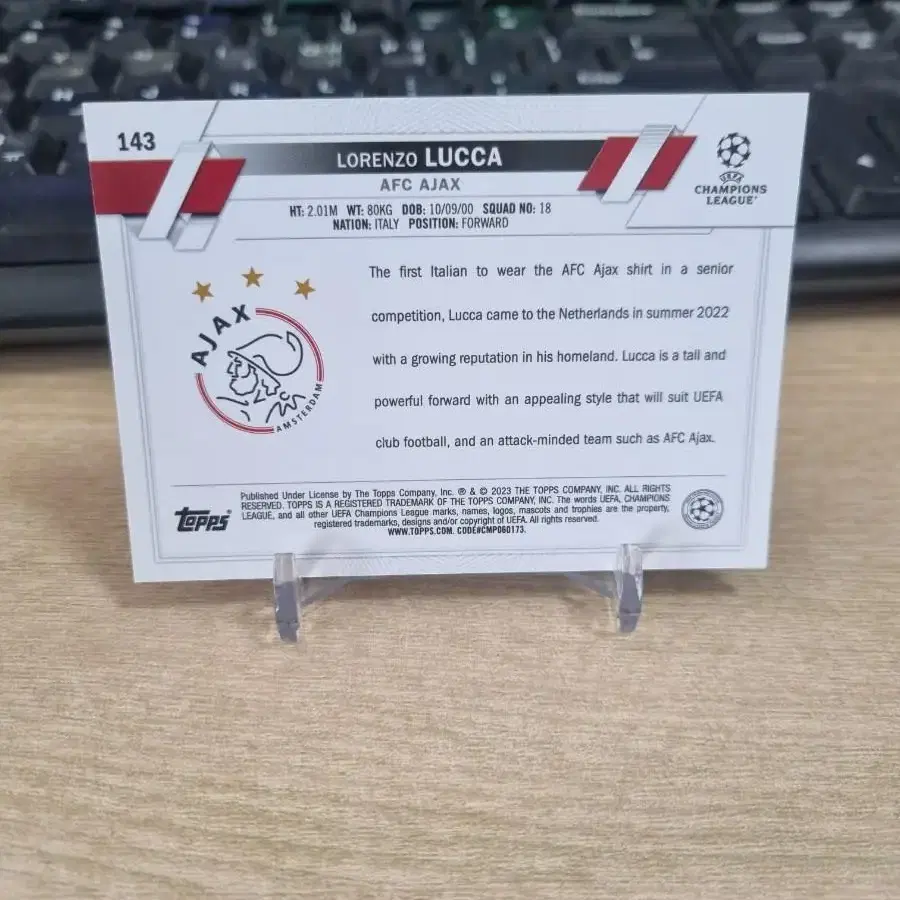 143
LORENZO LUCCA
AFC AJAX
HT: 2.01M WT: 80KG DOB: 10/09/00 SQUAD NO: 18
NATION: ITALY POSITION: FORWARD
UEFA
CHAMPIONS
LEAGUE
AJAX
AMSTERDAM
The first Italian to wear the AFC Ajax shirt in a senior
competition, Lucca came to the Netherlands in summer 2022
with a growing reputation in his homeland. Lucca is a tall and
powerful forward with an appealing style that will suit UEFA
club football, and an attack-minded team such as AFC Ajax.
Topps
Published Under License by The Topps Company, Inc. ® & © 2023 THE TOPPS COMPANY, INC. ALL RIGHTS
RESERVED. TOPPS IS A REGISTERED TRADEMARK OF THE TOPPS COMPANY, INC. The words UEFA, CHAMPIONS
LEAGUE, and all other UEFA Champions League marks, names, logos, mascots and trophies are the property,
registered trademarks, designs and/or copyright of UEFA. All rights reserved.
WWW.TOPPS.COM. CODE#CMP060173.